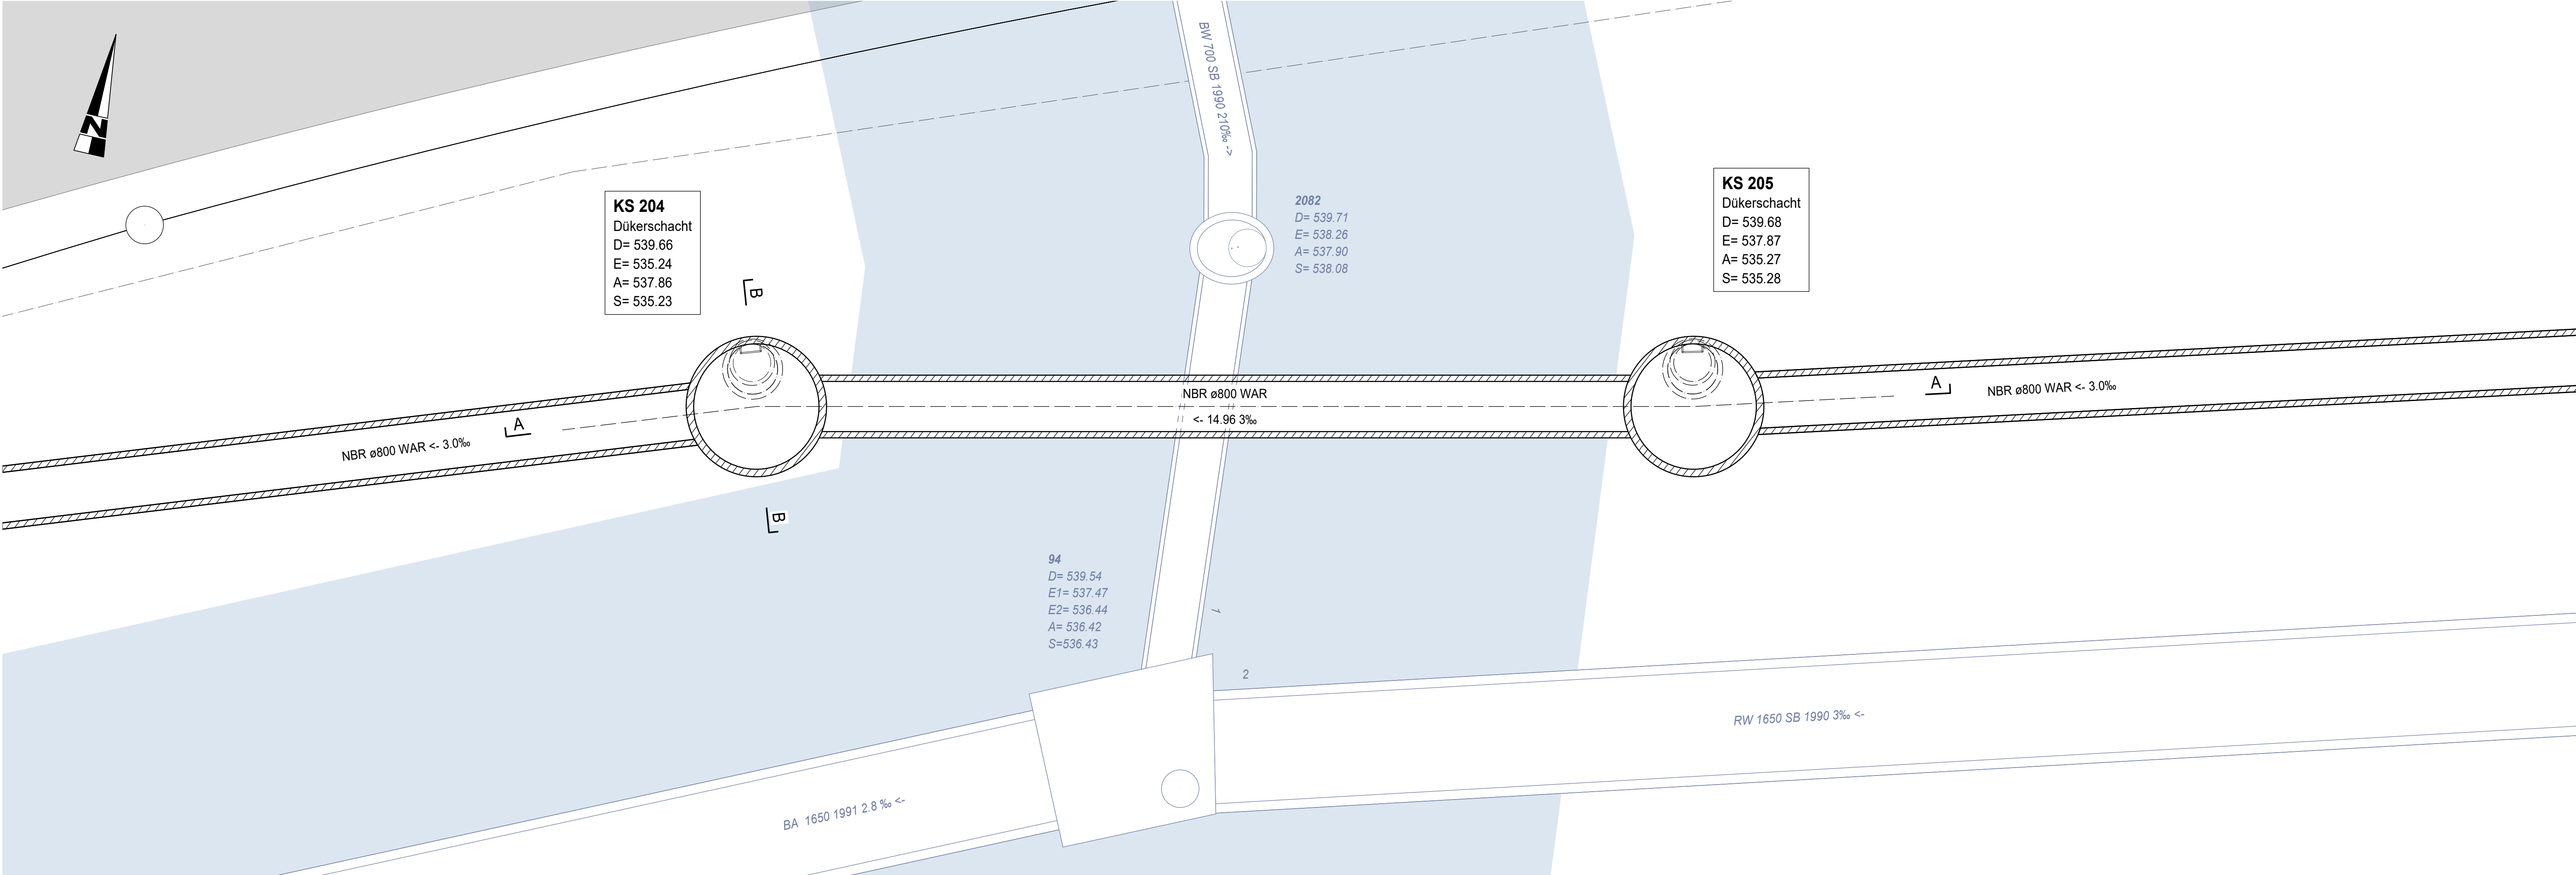 N
BW 700 SB 1990 210‰ ->
KS 204
Dükerschacht
D= 539.66
E= 535.24
A= 537.86
S= 535.23
2082
D= 539.71
E= 538.26
A= 537.90
S= 538.08
KS 205
Dükerschacht
D= 539.68
E= 537.87
A= 535.27
S= 535.28
B
A
NBR ø800 WAR <- 3.0‰
NBR ø800 WAR
<- 14.96 3‰
A
NBR ø800 WAR <- 3.0‰
B
94
D= 539.54
E1= 537.47
E2= 536.44
A= 536.42
S=536.43
1
2
RW 1650 SB 1990 3‰ <-
BA 1650 1991 2.8 ‰ <-